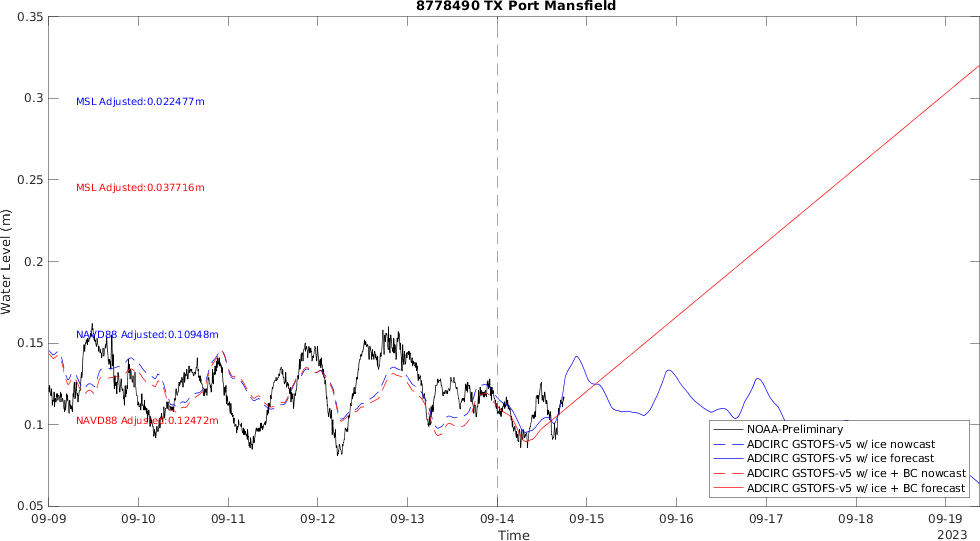 8778490 TX Port Mansfield
0.35
0.3
0.25
0.2
0.15
0.1
0.05
Water Level (m)
MSL Adjusted:0.022477m
MSL Adjusted:0.037716m
NAVD88 Adjusted:0.10948m
NAVD88 Adjusted:0.12472m
NOAA-Preliminary
ADCIRC GSTOFS-v5 w/ ice nowcast
ADCIRC GSTOFS-v5 w/ ice forecast
ADCIRC GSTOFS-v5 w/ ice + BC nowcast
ADCIRC GSTOFS-v5 w/ ice + BC forecast
09-09 09-10 09-11 09-12 09-13 09-14 09-15 09-16 09-17 09-18 09-19
Time
2023